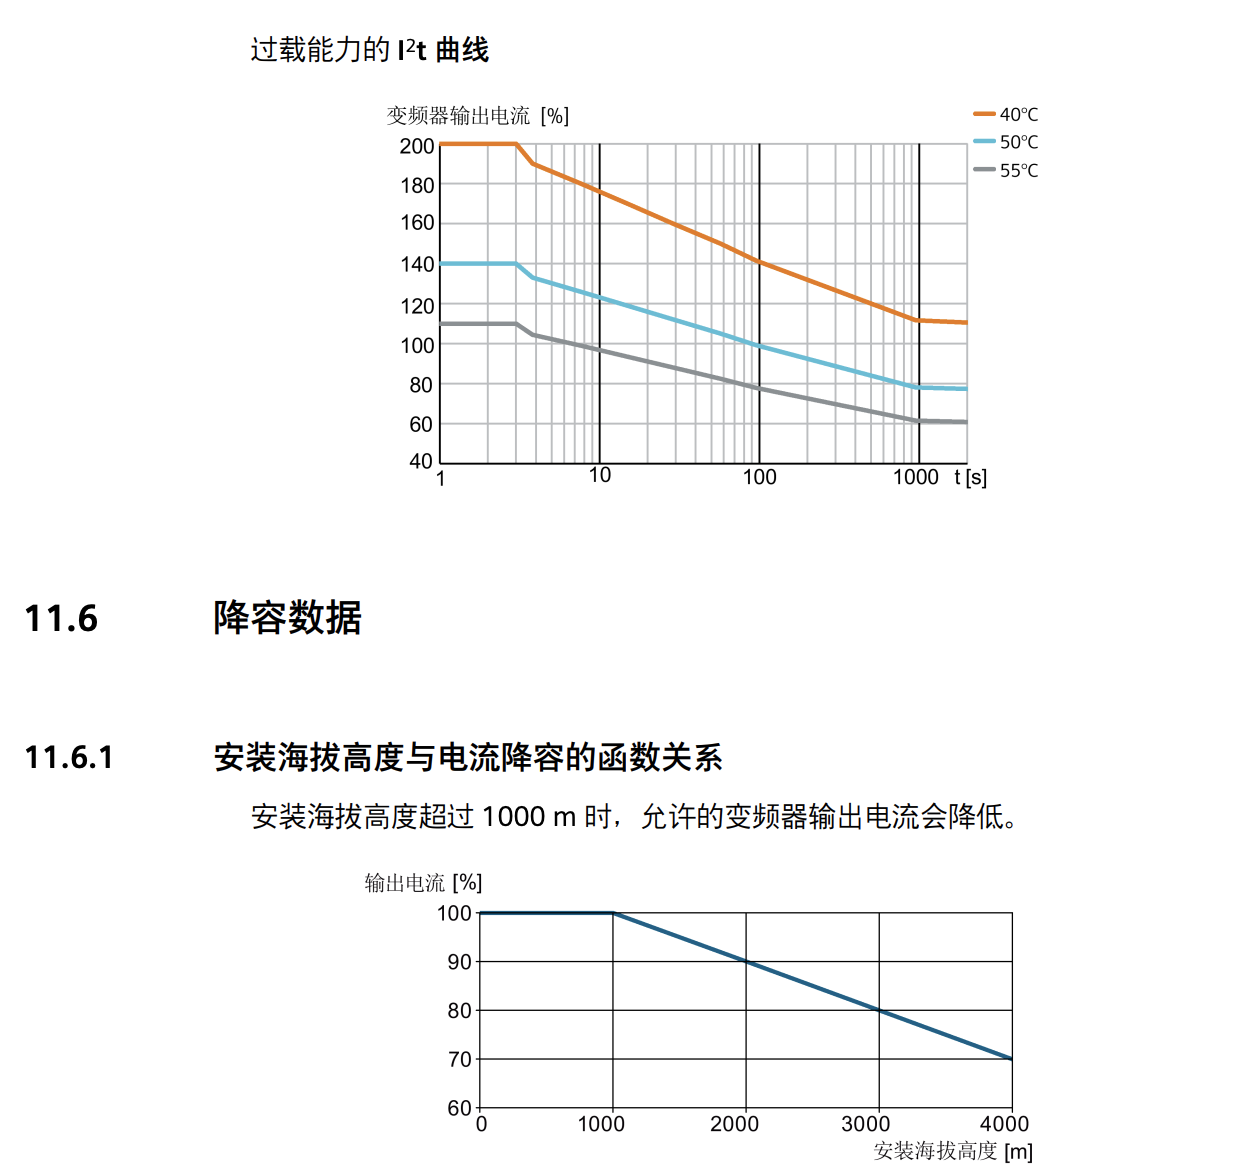 过载能力的 I²t 曲线
变频器输出电流 [%]
40°C
50°C
55°C
200
180
160
140
120
100
80
60
40
1 10 100 1000 t [s]
11.6 降容数据
11.6.1 安装海拔高度与电流降容的函数关系
安装海拔高度超过 1000 m 时，允许的变频器输出电流会降低。
输出电流 [%]
100
90
80
70
60
0 1000 2000 3000 4000
安装海拔高度 [m]